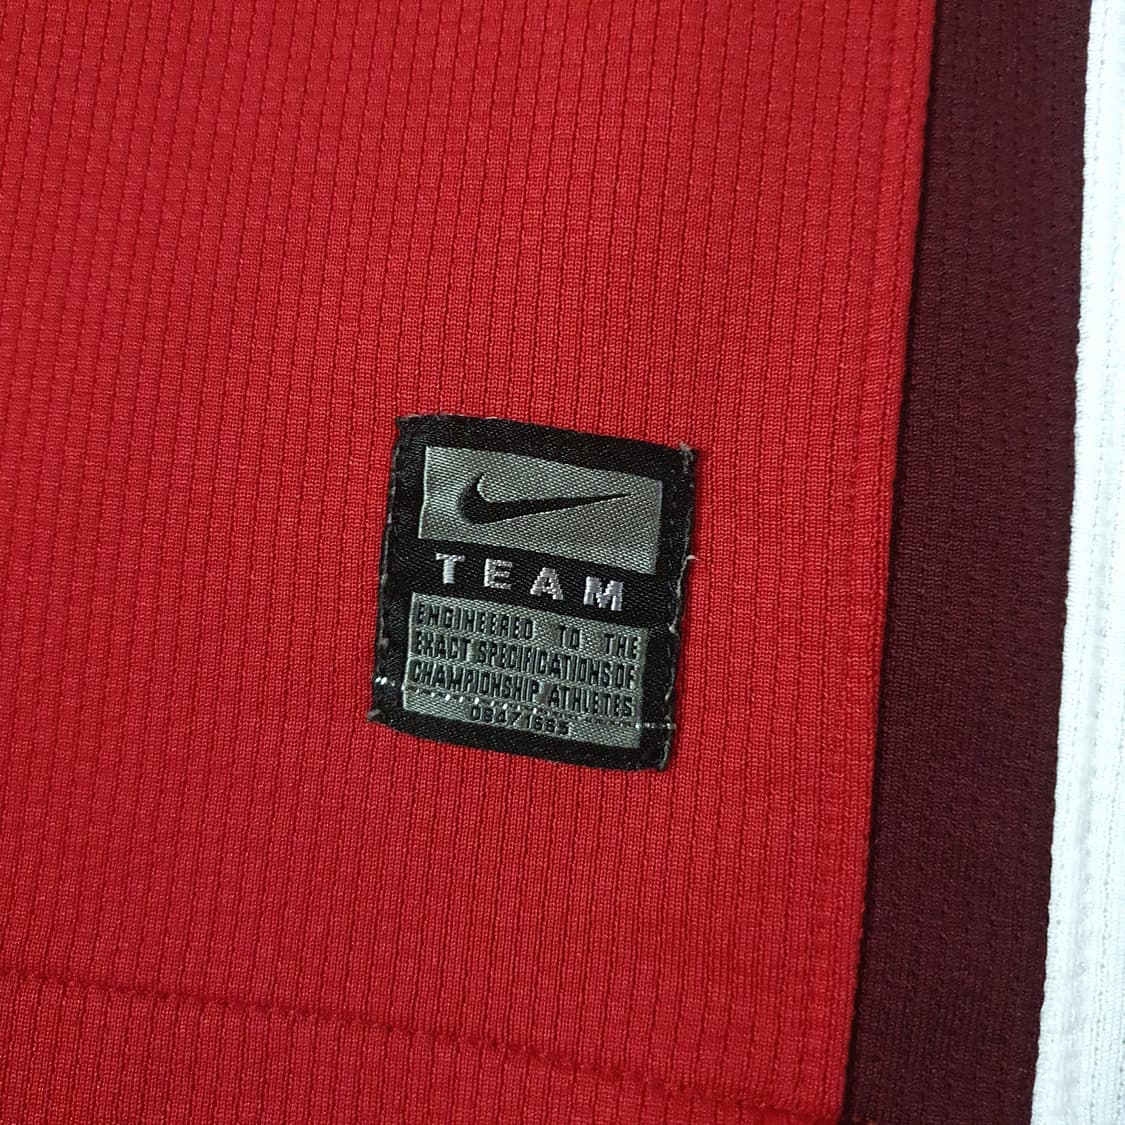 TEAM
ENGINEERED TO THE
EXACT SPECIFICATIONS OF
CHAMPIONSHIP ATHLETES